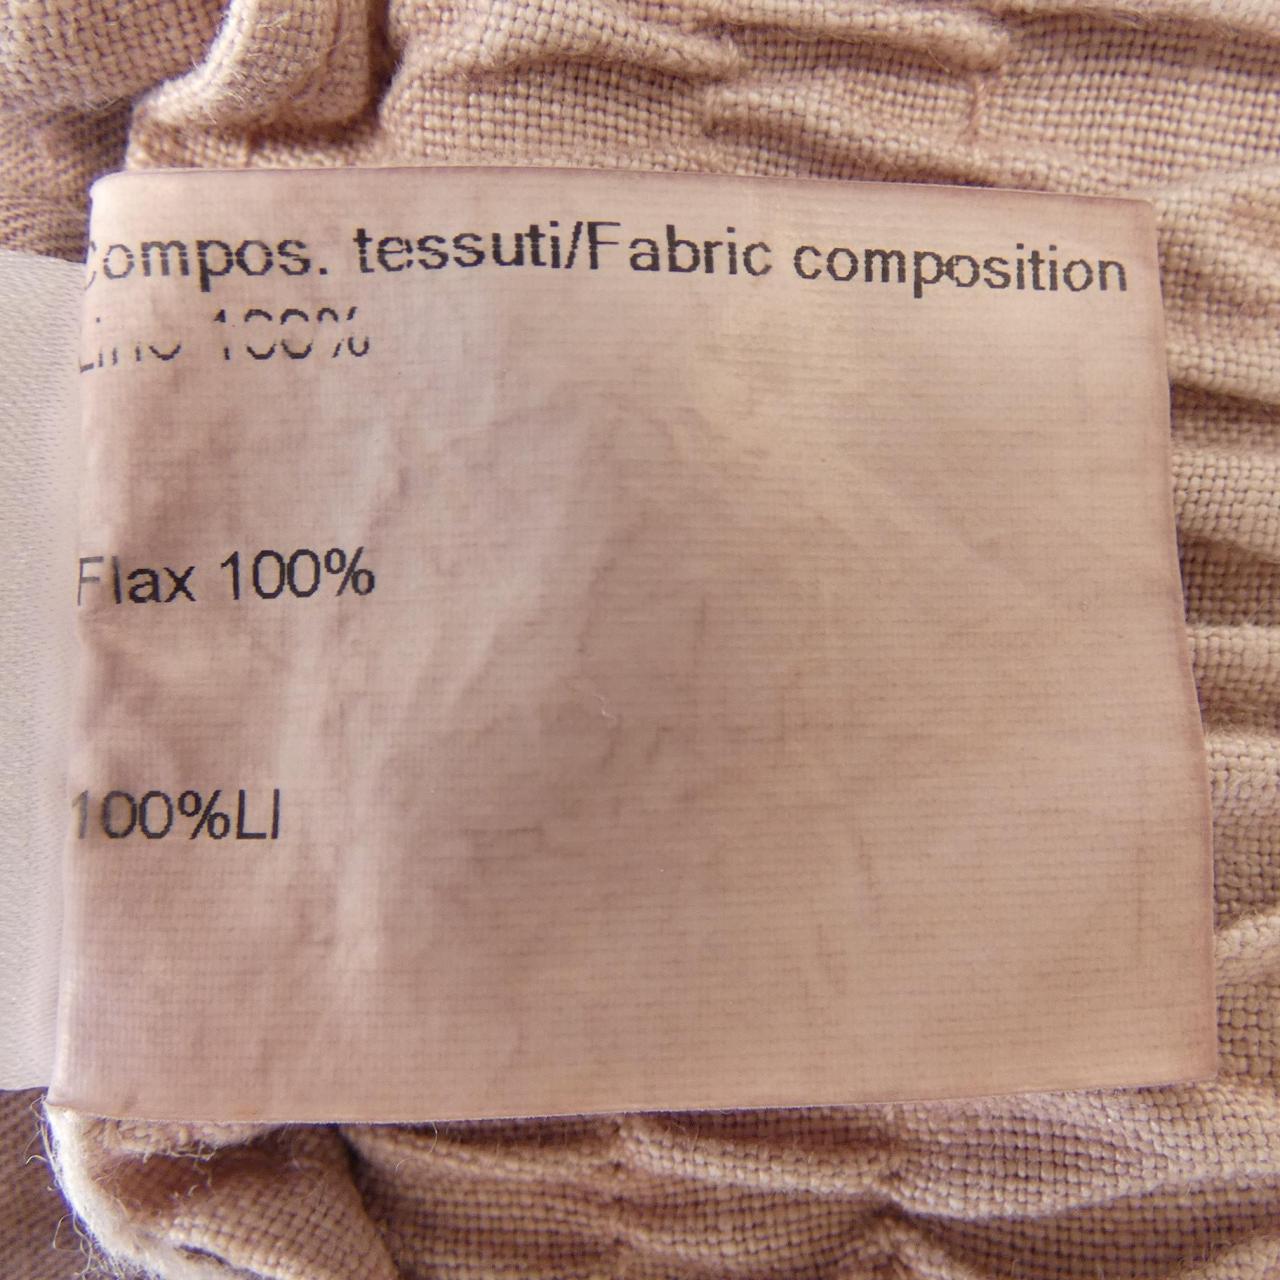 Compos. tessuti/Fabric composition
Lino 100%
Flax 100%
100%LI